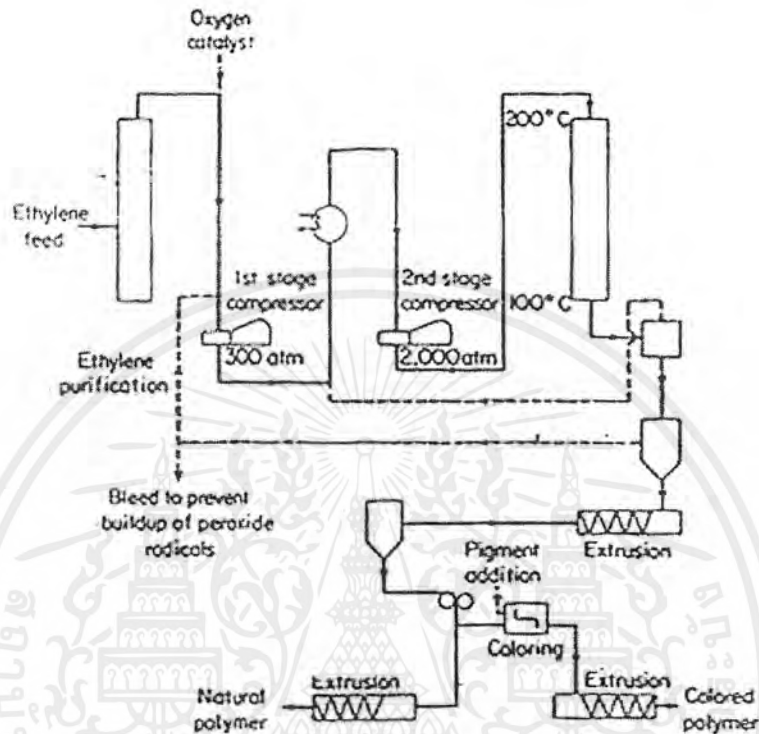 Oxygen
catalyst
200°C
Ethylene
feed
1st stage
compressor
2nd stage
compressor
100°C
300 atm
2,000 atm
Ethylene
purification
Bleed to prevent
buildup of peroxide
radicals
Extrusion
Pigment
addition
Coloring
Natural
polymer
Extrusion
Extrusion
Colored
polymer